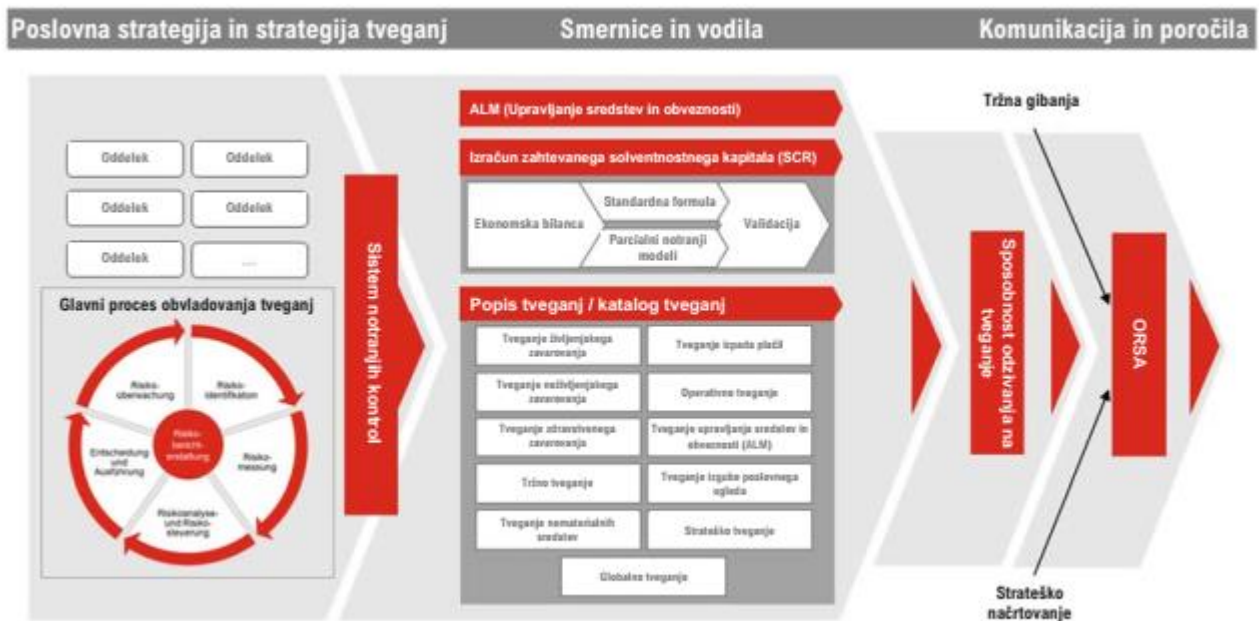 Poslovna strategija in strategija tveganj
Smernice in vodila
Komunikacija in poročila
Oddelek
Oddelek
Oddelek
Oddelek
Oddelek
....
Glavni proces obvladovanja tveganj
Risiko-
überwachung
Risiko-
identifikation
Risiko-
bericht-
erstattung
Entscheidung
und
Ausführung
Risiko-
messung
Risikoanalyse-
und Risiko-
steuerung
Sistem notranjih kontrol
ALM (Upravljanje sredstev in obveznosti)
Izračun zahtevanega solventnostnega kapitala (SCR)
Ekonomska bilanca
Standardna formula
Parcialni notranji
modeli
Validacija
Popis tveganj / katalog tveganj
Tveganje življenjskega
zavarovanja
Tveganje izpada plačil
Tveganje neživljenjskega
zavarovanja
Operativno tveganje
Tveganje zdravstvenega
zavarovanja
Tveganje upravljanja sredstev in
obveznosti (ALM)
Tržno tveganje
Tveganje izgube poslovnega
ugleda
Tveganje nematerialnih
sredstev
Strateško tveganje
Globalno tveganje
Sposobnost odzivanja na
tveganje
Tržna gibanja
ORSA
Strateško
načrtovanje